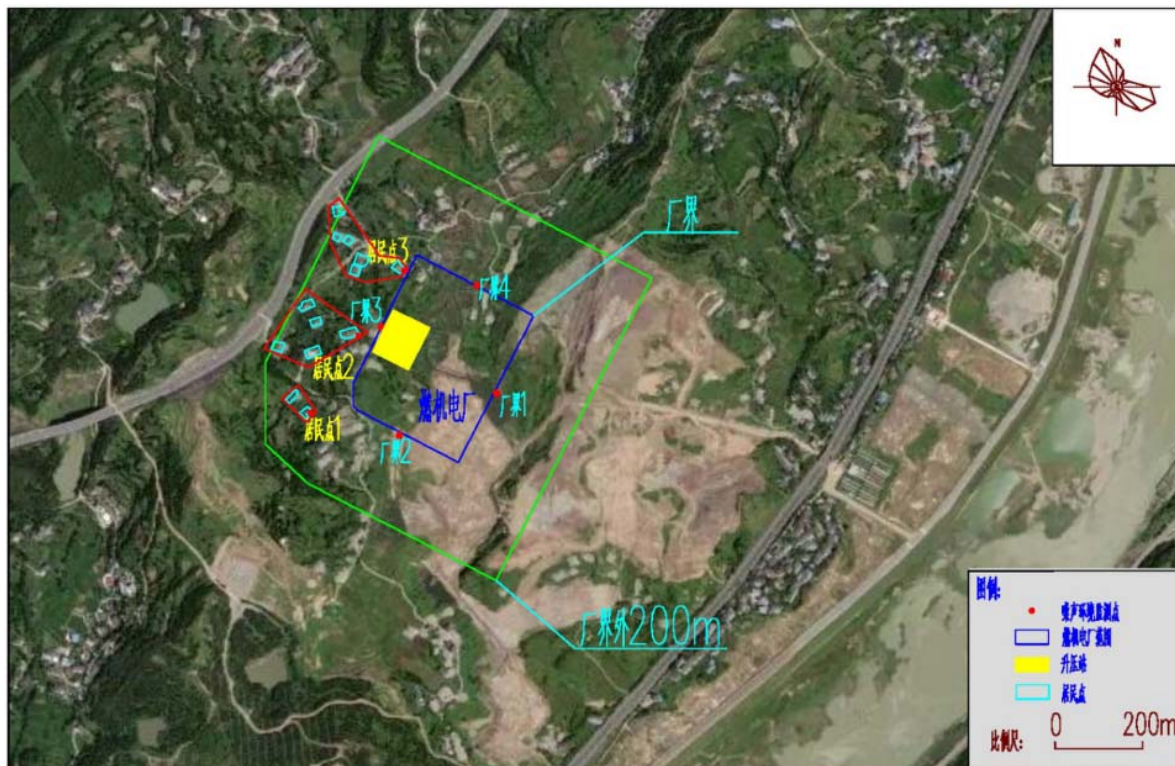 N
厂界
居民点3
厂界4
厂界3
居民点2
燃机电厂
厂界1
居民点1
厂界2
厂界外200m
图例:
噪声环境监测点
燃机电厂范围
升压站
居民点
比例尺:
0
200m